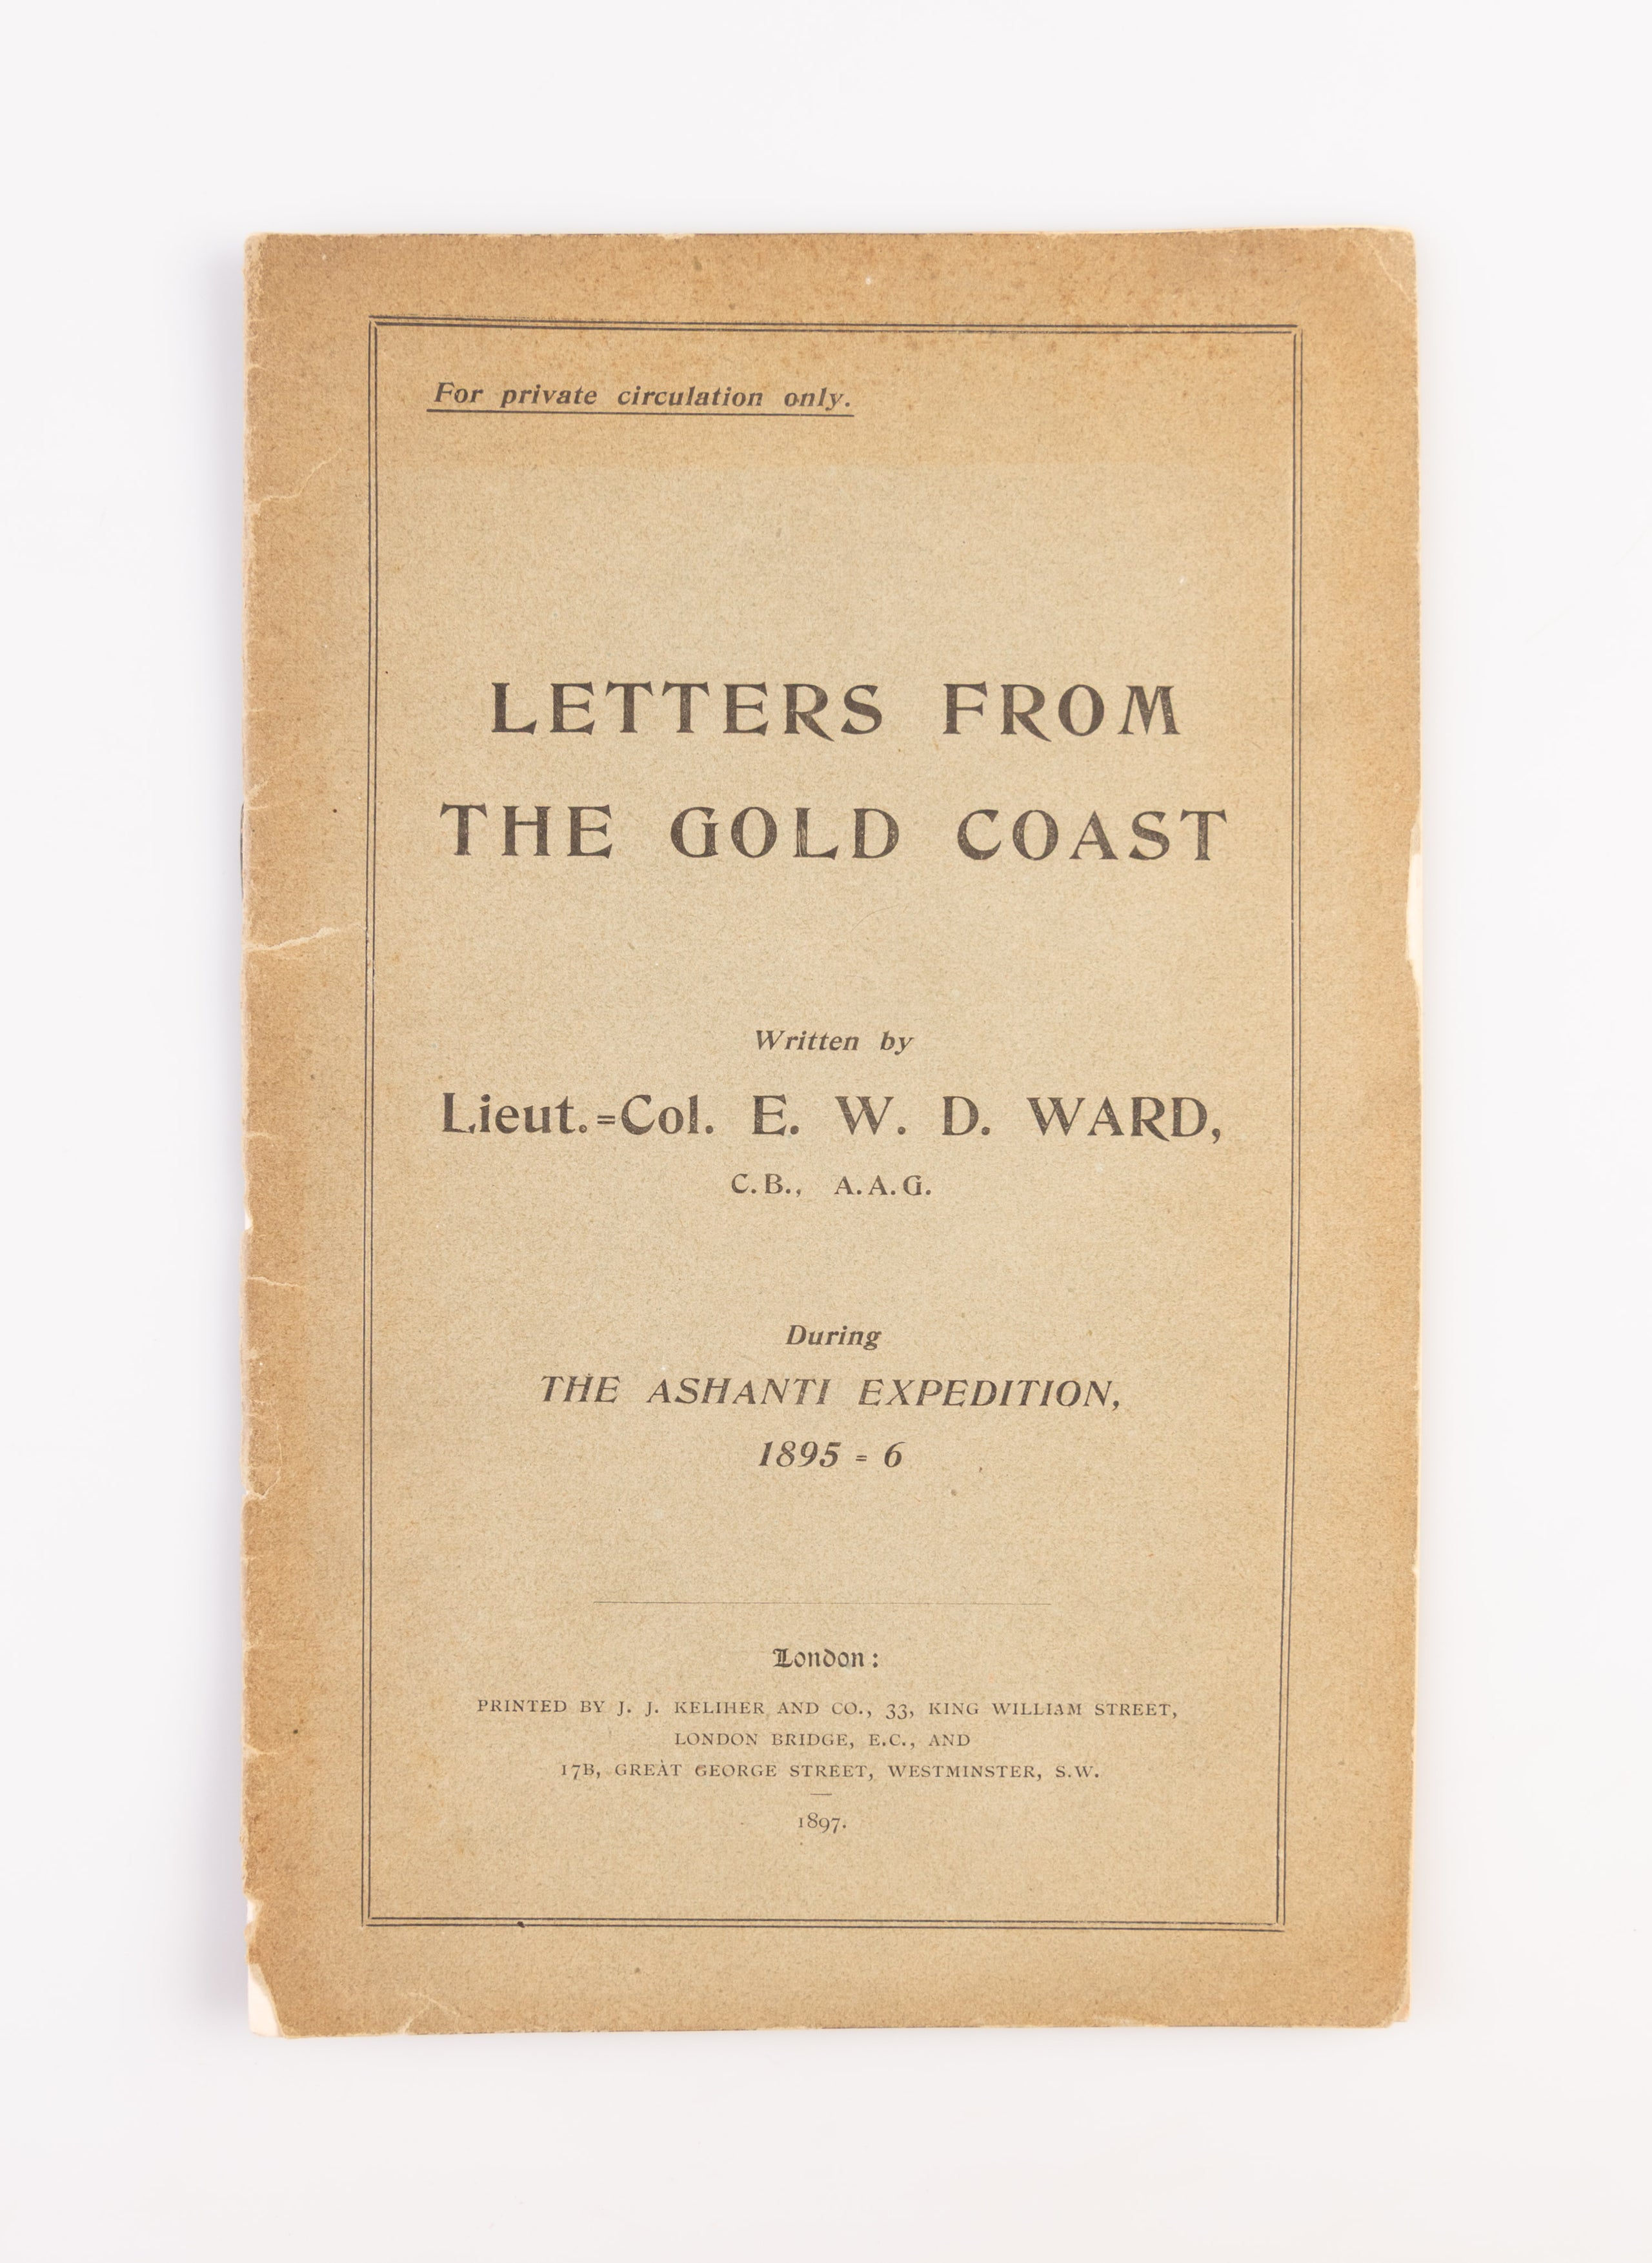 For private circulation only.
LETTERS FROM
THE GOLD COAST
Written by
Lieut.=Col. E. W. D. WARD,
C.B., A.A.G.
During
THE ASHANTI EXPEDITION,
1895 = 6
London:
PRINTED BY J. J. KELIHER AND CO., 33, KING WILLIAM STREET,
LONDON BRIDGE, E.C., AND
17B, GREAT GEORGE STREET, WESTMINSTER, S.W.
1897.